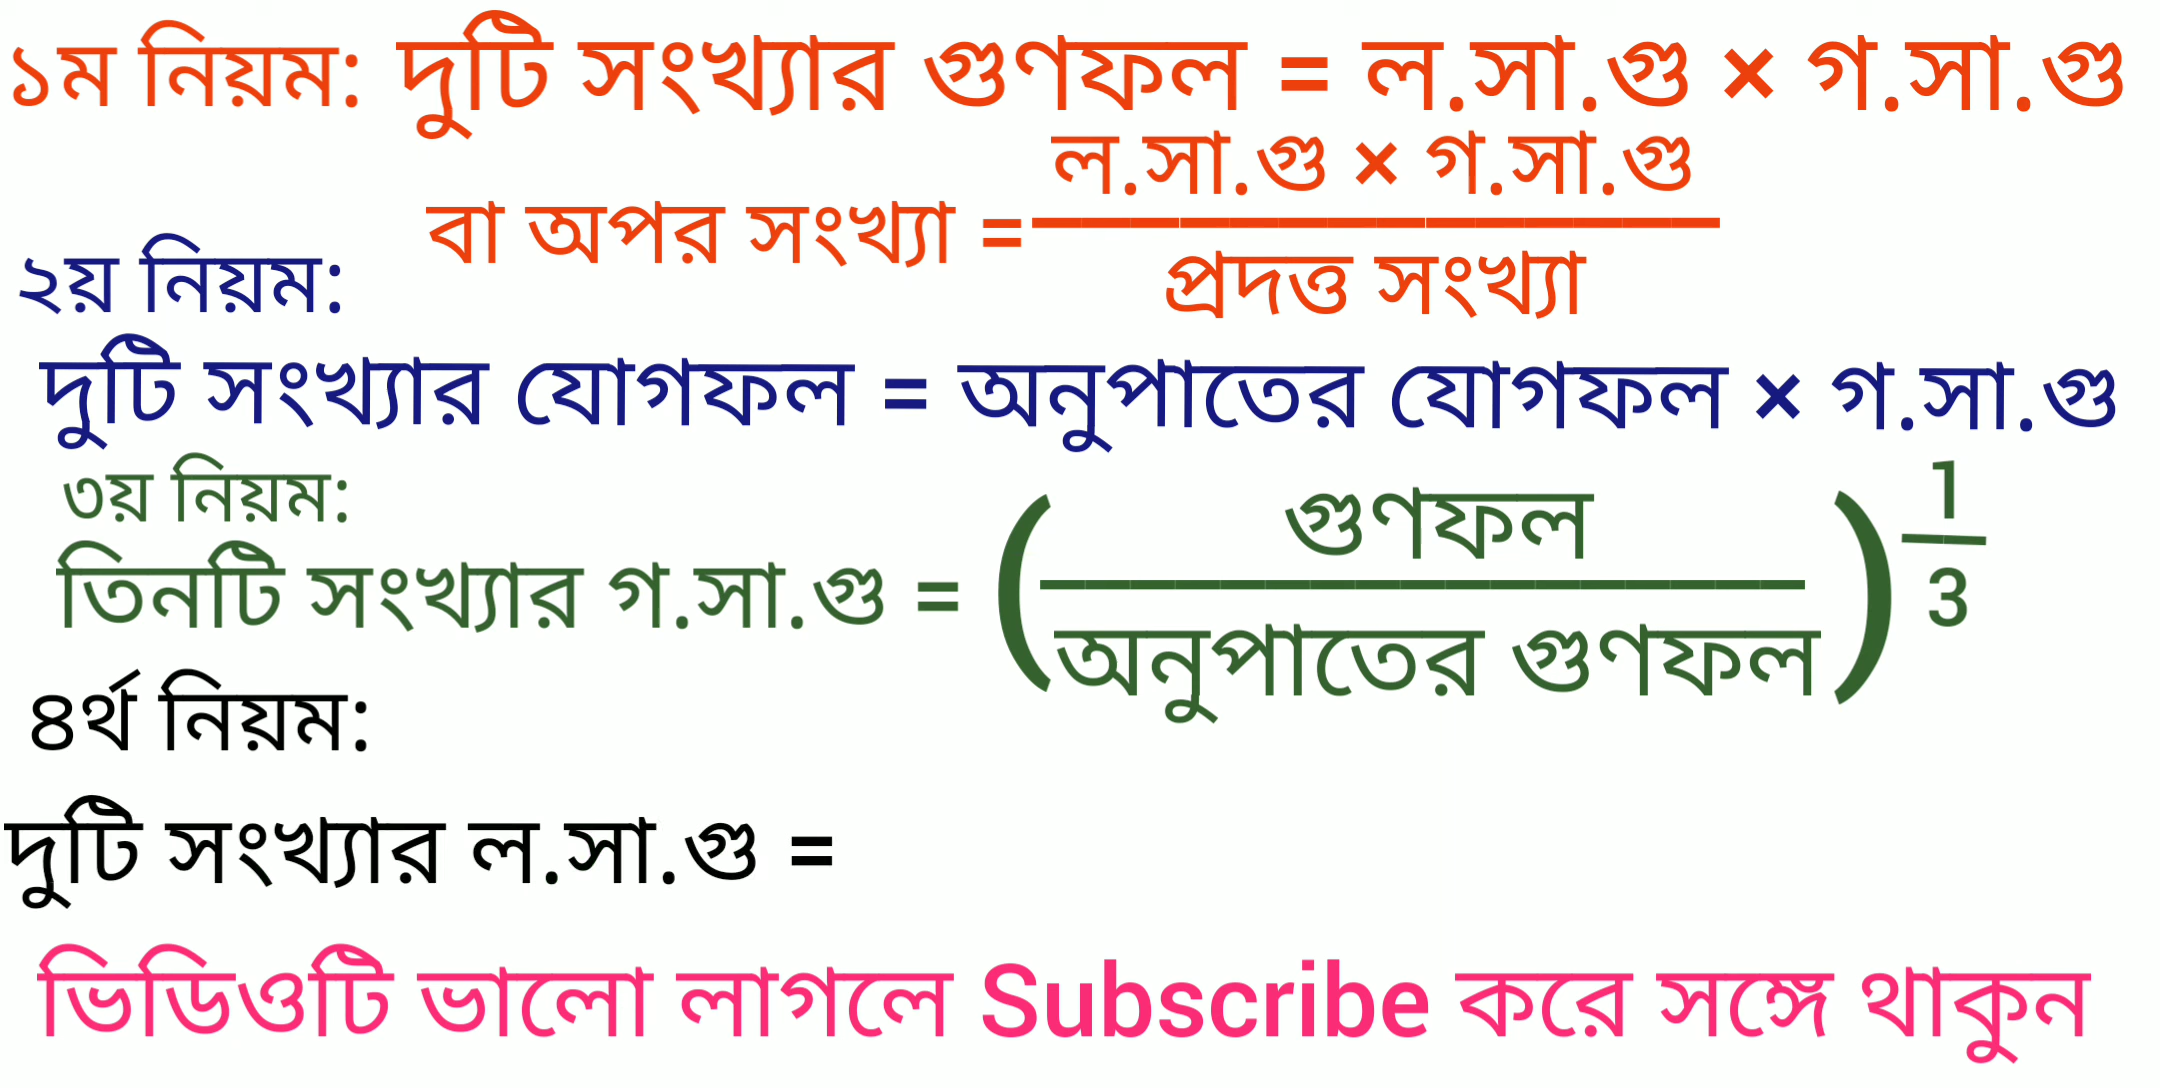 ১ম নিয়ম: দুটি সংখ্যার গুণফল = ল.সা.গু × গ.সা.গু
ল.সা.গু × গ.সা.গু
বা অপর সংখ্যা =
প্রদত্ত সংখ্যা
২য় নিয়ম:
দুটি সংখ্যার যোগফল = অনুপাতের যোগফল × গ.সা.গু
৩য় নিয়ম:
গুণফল
1
তিনটি সংখ্যার গ.সা.গু = ( )
3
অনুপাতের গুণফল
৪র্থ নিয়ম:
দুটি সংখ্যার ল.সা.গু =
ভিডিওটি ভালো লাগলে Subscribe করে সঙ্গে থাকুন